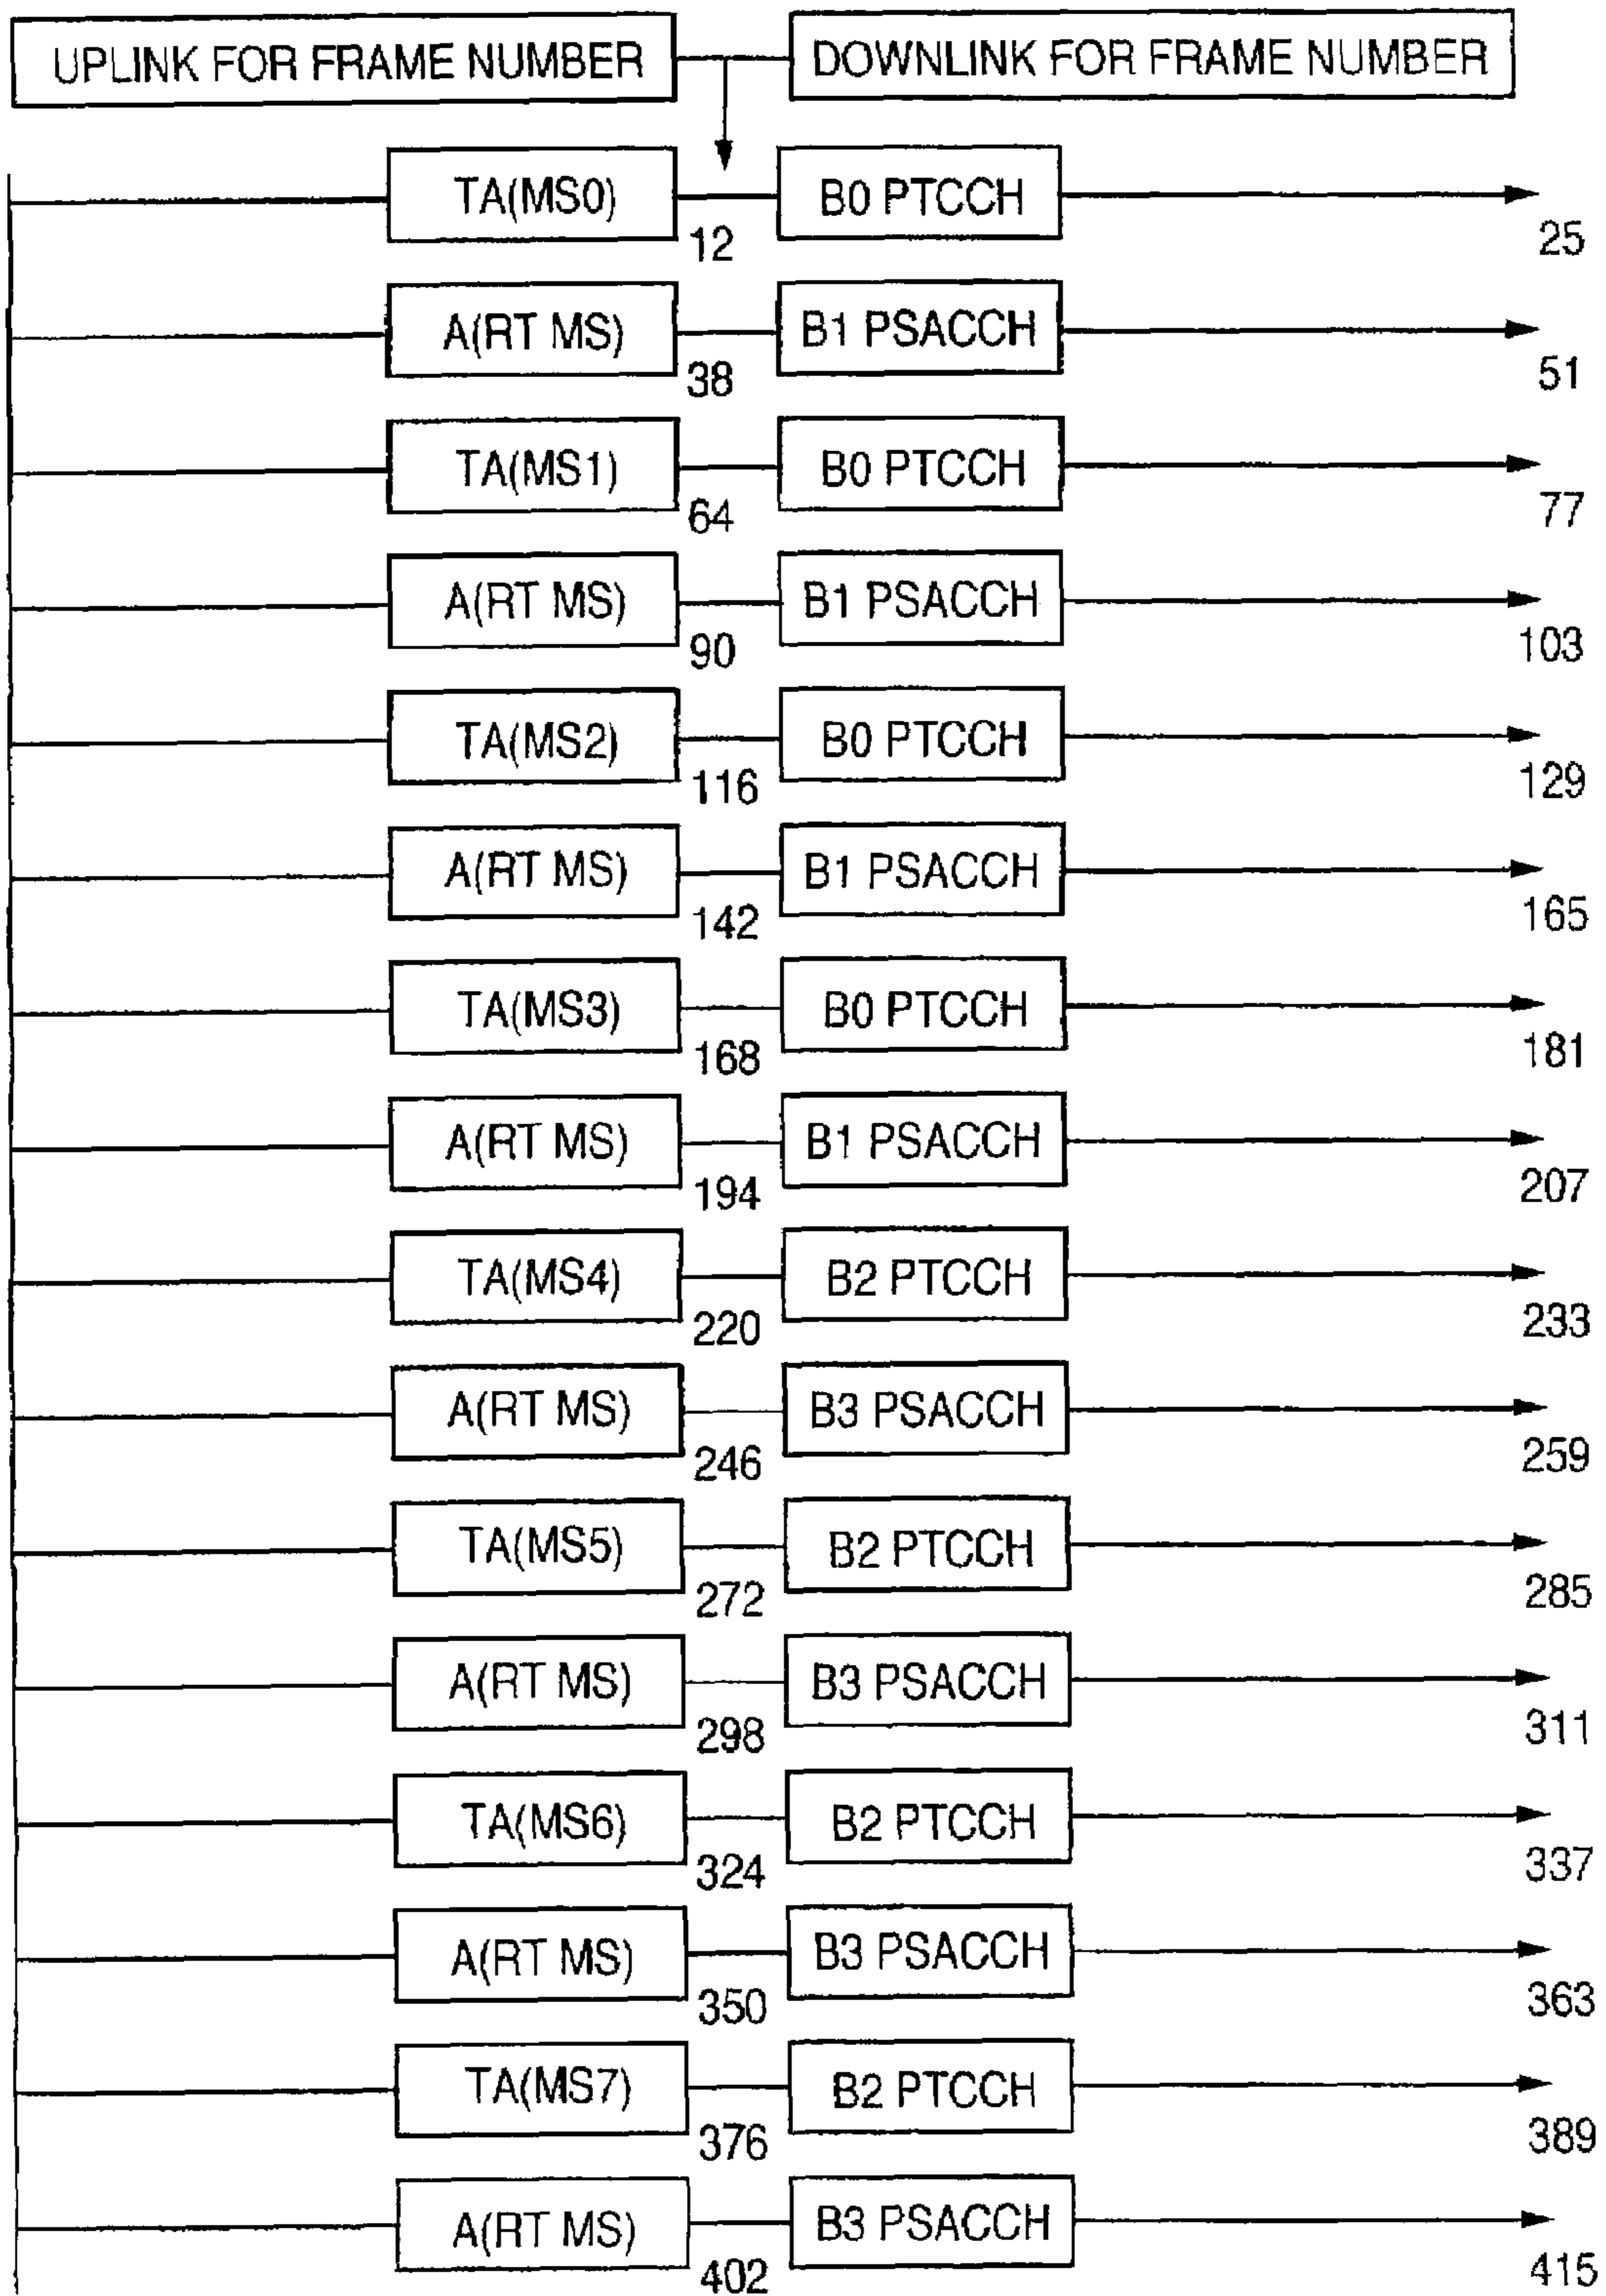 UPLINK FOR FRAME NUMBER DOWNLINK FOR FRAME NUMBER
TA(MS0) B0 PTCCH
12 25
A(RT MS) B1 PSACCH
38 51
TA(MS1) B0 PTCCH
64 77
A(RT MS) B1 PSACCH
90 103
TA(MS2) B0 PTCCH
116 129
A(RT MS) B1 PSACCH
142 165
TA(MS3) B0 PTCCH
168 181
A(RT MS) B1 PSACCH
194 207
TA(MS4) B2 PTCCH
220 233
A(RT MS) B3 PSACCH
246 259
TA(MS5) B2 PTCCH
272 285
A(RT MS) B3 PSACCH
298 311
TA(MS6) B2 PTCCH
324 337
A(RT MS) B3 PSACCH
350 363
TA(MS7) B2 PTCCH
376 389
A(RT MS) B3 PSACCH
402 415